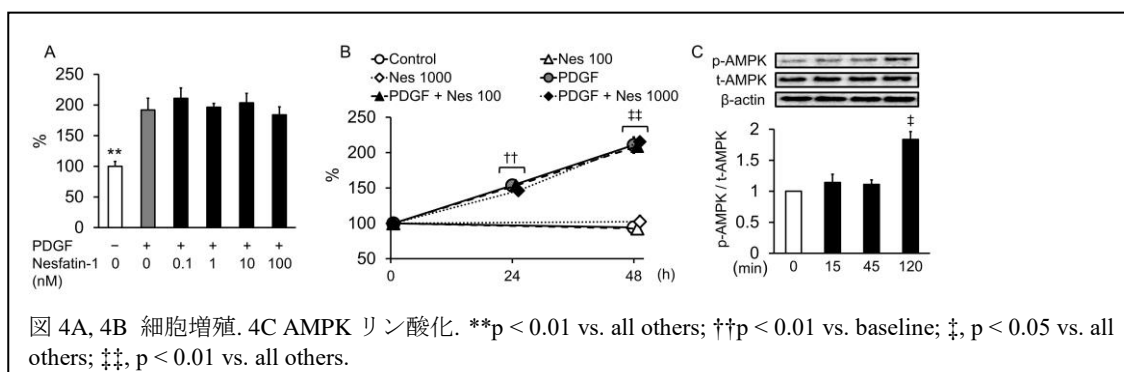 A
250
200
150
100
50
0
%
**
PDGF − + + + + +
Nesfatin-1 0 0 0.1 1 10 100
(nM)
B
Control Nes 100
Nes 1000 PDGF
PDGF + Nes 100 PDGF + Nes 1000
250
200
150
100
50
%
††
‡‡
0 24 48 (h)
C
p-AMPK
t-AMPK
β-actin
p-AMPK / t-AMPK
2
1.5
1
0.5
0
‡
(min) 0 15 45 120
図 4A, 4B 細胞増殖. 4C AMPK リン酸化. **p < 0.01 vs. all others; ††p < 0.01 vs. baseline; ‡, p < 0.05 vs. all
others; ‡‡, p < 0.01 vs. all others.